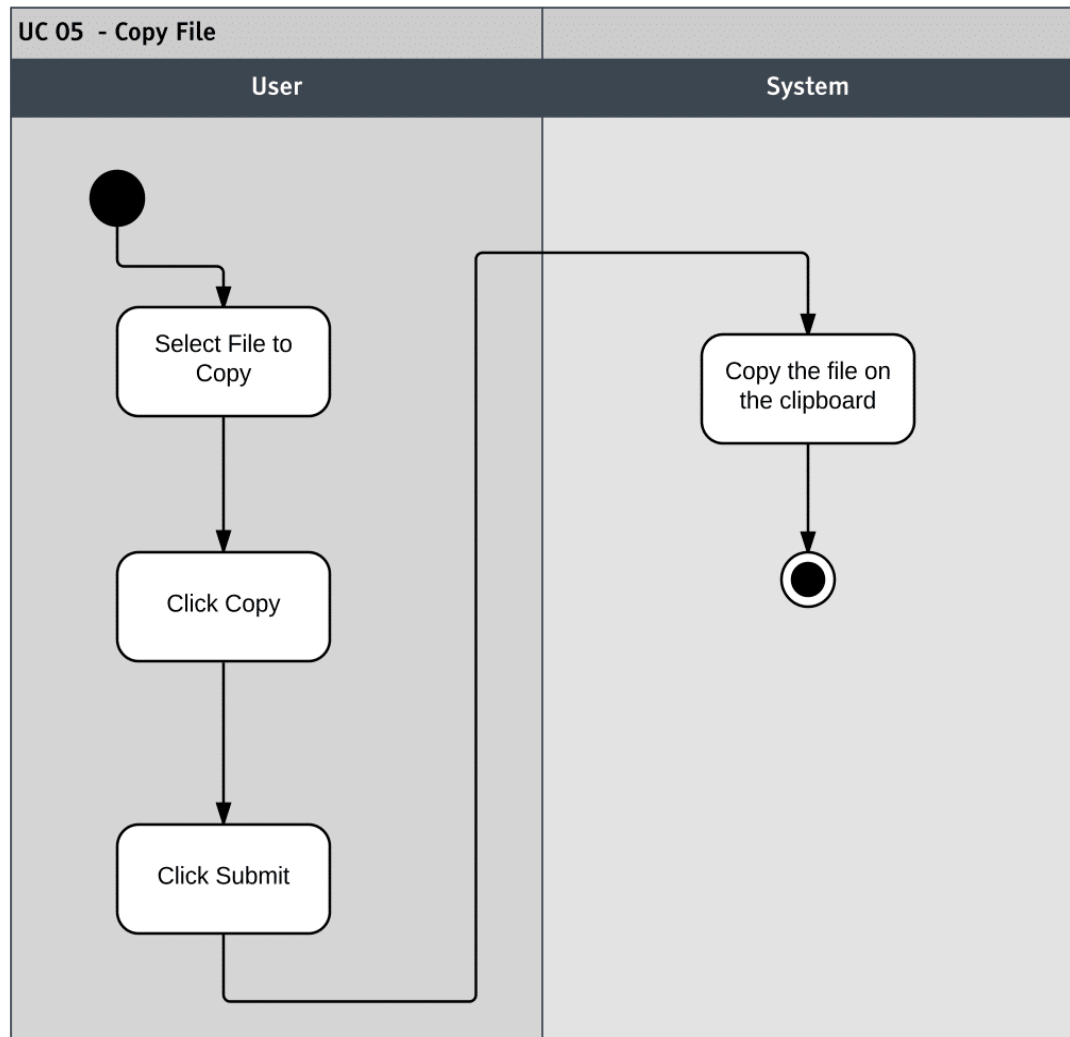 UC 05  - Copy File
User
System
Select File to
Copy
Click Copy
Click Submit
Copy the file on
the clipboard